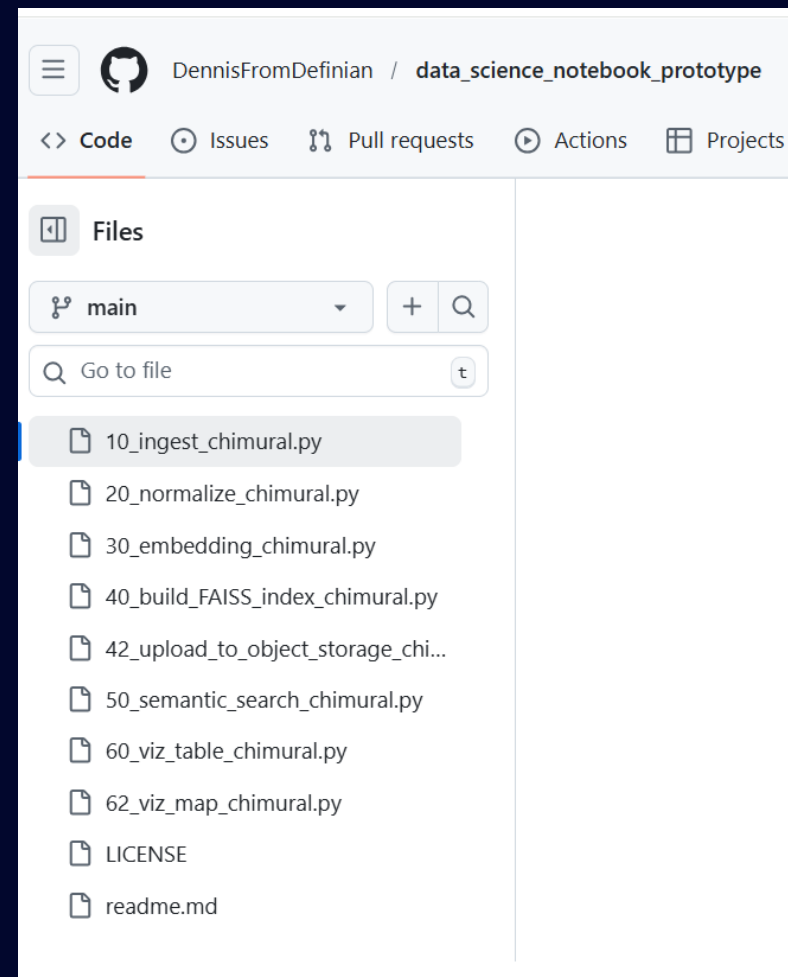 DennisFromDefinian / data_science_notebook_prototype
<> Code Issues Pull requests Actions Projects
Files
main
Go to file t
10_ingest_chimural.py
20_normalize_chimural.py
30_embedding_chimural.py
40_build_FAISS_index_chimural.py
42_upload_to_object_storage_chi...
50_semantic_search_chimural.py
60_viz_table_chimural.py
62_viz_map_chimural.py
LICENSE
readme.md